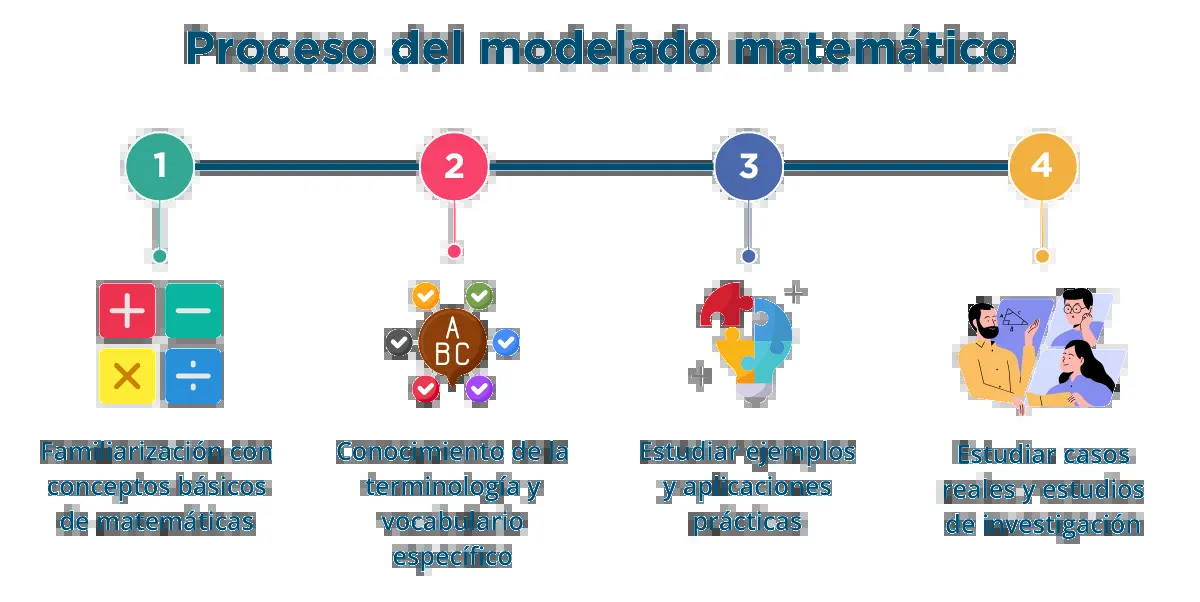 Proceso del modelado matemático
1
2
3
4
A
BC
Familiarización con
conceptos básicos
de matemáticas
Conocimiento de la
terminología y
vocabulario
específico
Estudiar ejemplos
y aplicaciones
prácticas
Estudiar casos
reales y estudios
de investigación